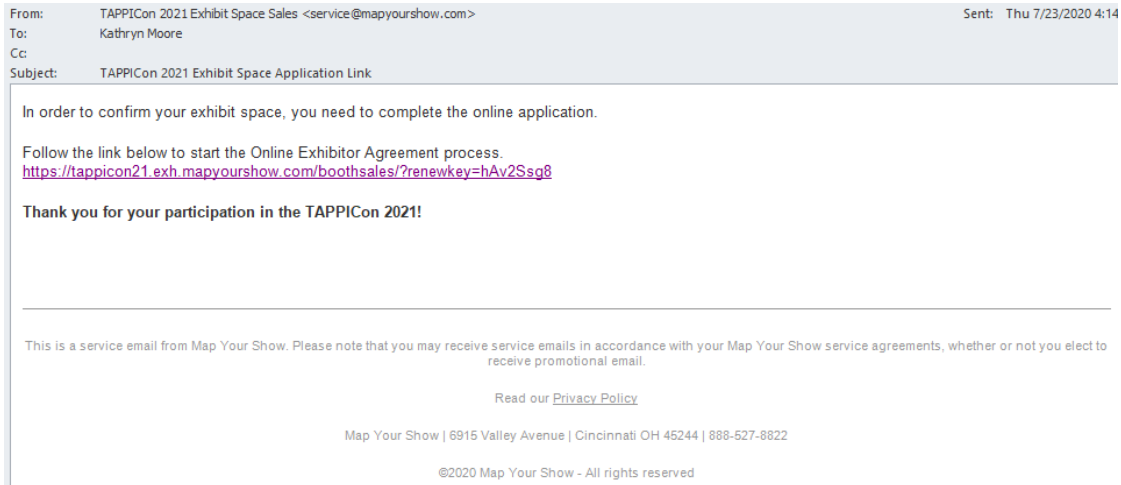 From: TAPPICon 2021 Exhibit Space Sales <service@mapyourshow.com> Sent: Thu 7/23/2020 4:14
To: Kathryn Moore
Cc:
Subject: TAPPICon 2021 Exhibit Space Application Link
In order to confirm your exhibit space, you need to complete the online application.
Follow the link below to start the Online Exhibitor Agreement process.
https://tappicon21.exh.mapyourshow.com/boothsales/?renewkey=hAv2Ssg8
Thank you for your participation in the TAPPICon 2021!
This is a service email from Map Your Show. Please note that you may receive service emails in accordance with your Map Your Show service agreements, whether or not you elect to
receive promotional email.
Read our Privacy Policy
Map Your Show | 6915 Valley Avenue | Cincinnati OH 45244 | 888-527-8822
©2020 Map Your Show - All rights reserved